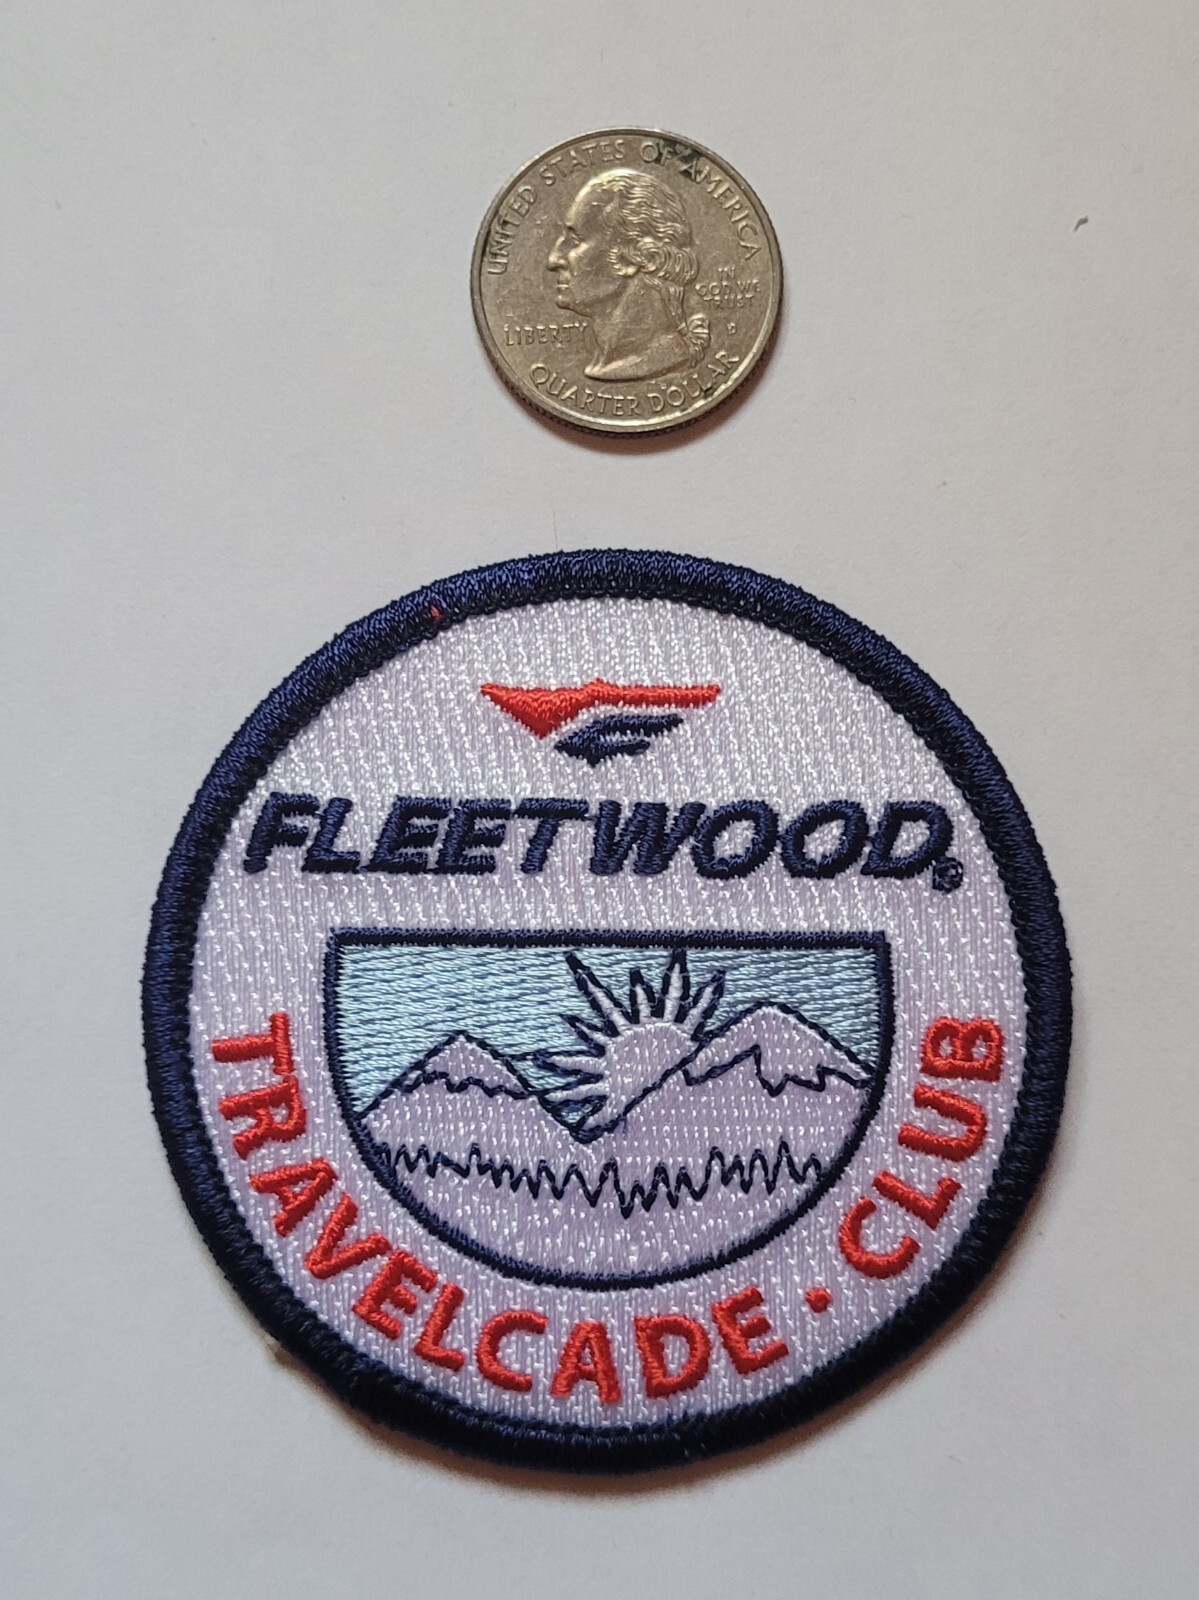 UNITED STATES OF AMERICA
LIBERTY
IN
GOD WE
TRUST
D
QUARTER DOLLAR
FLEETWOOD®
TRAVELCADE • CLUB